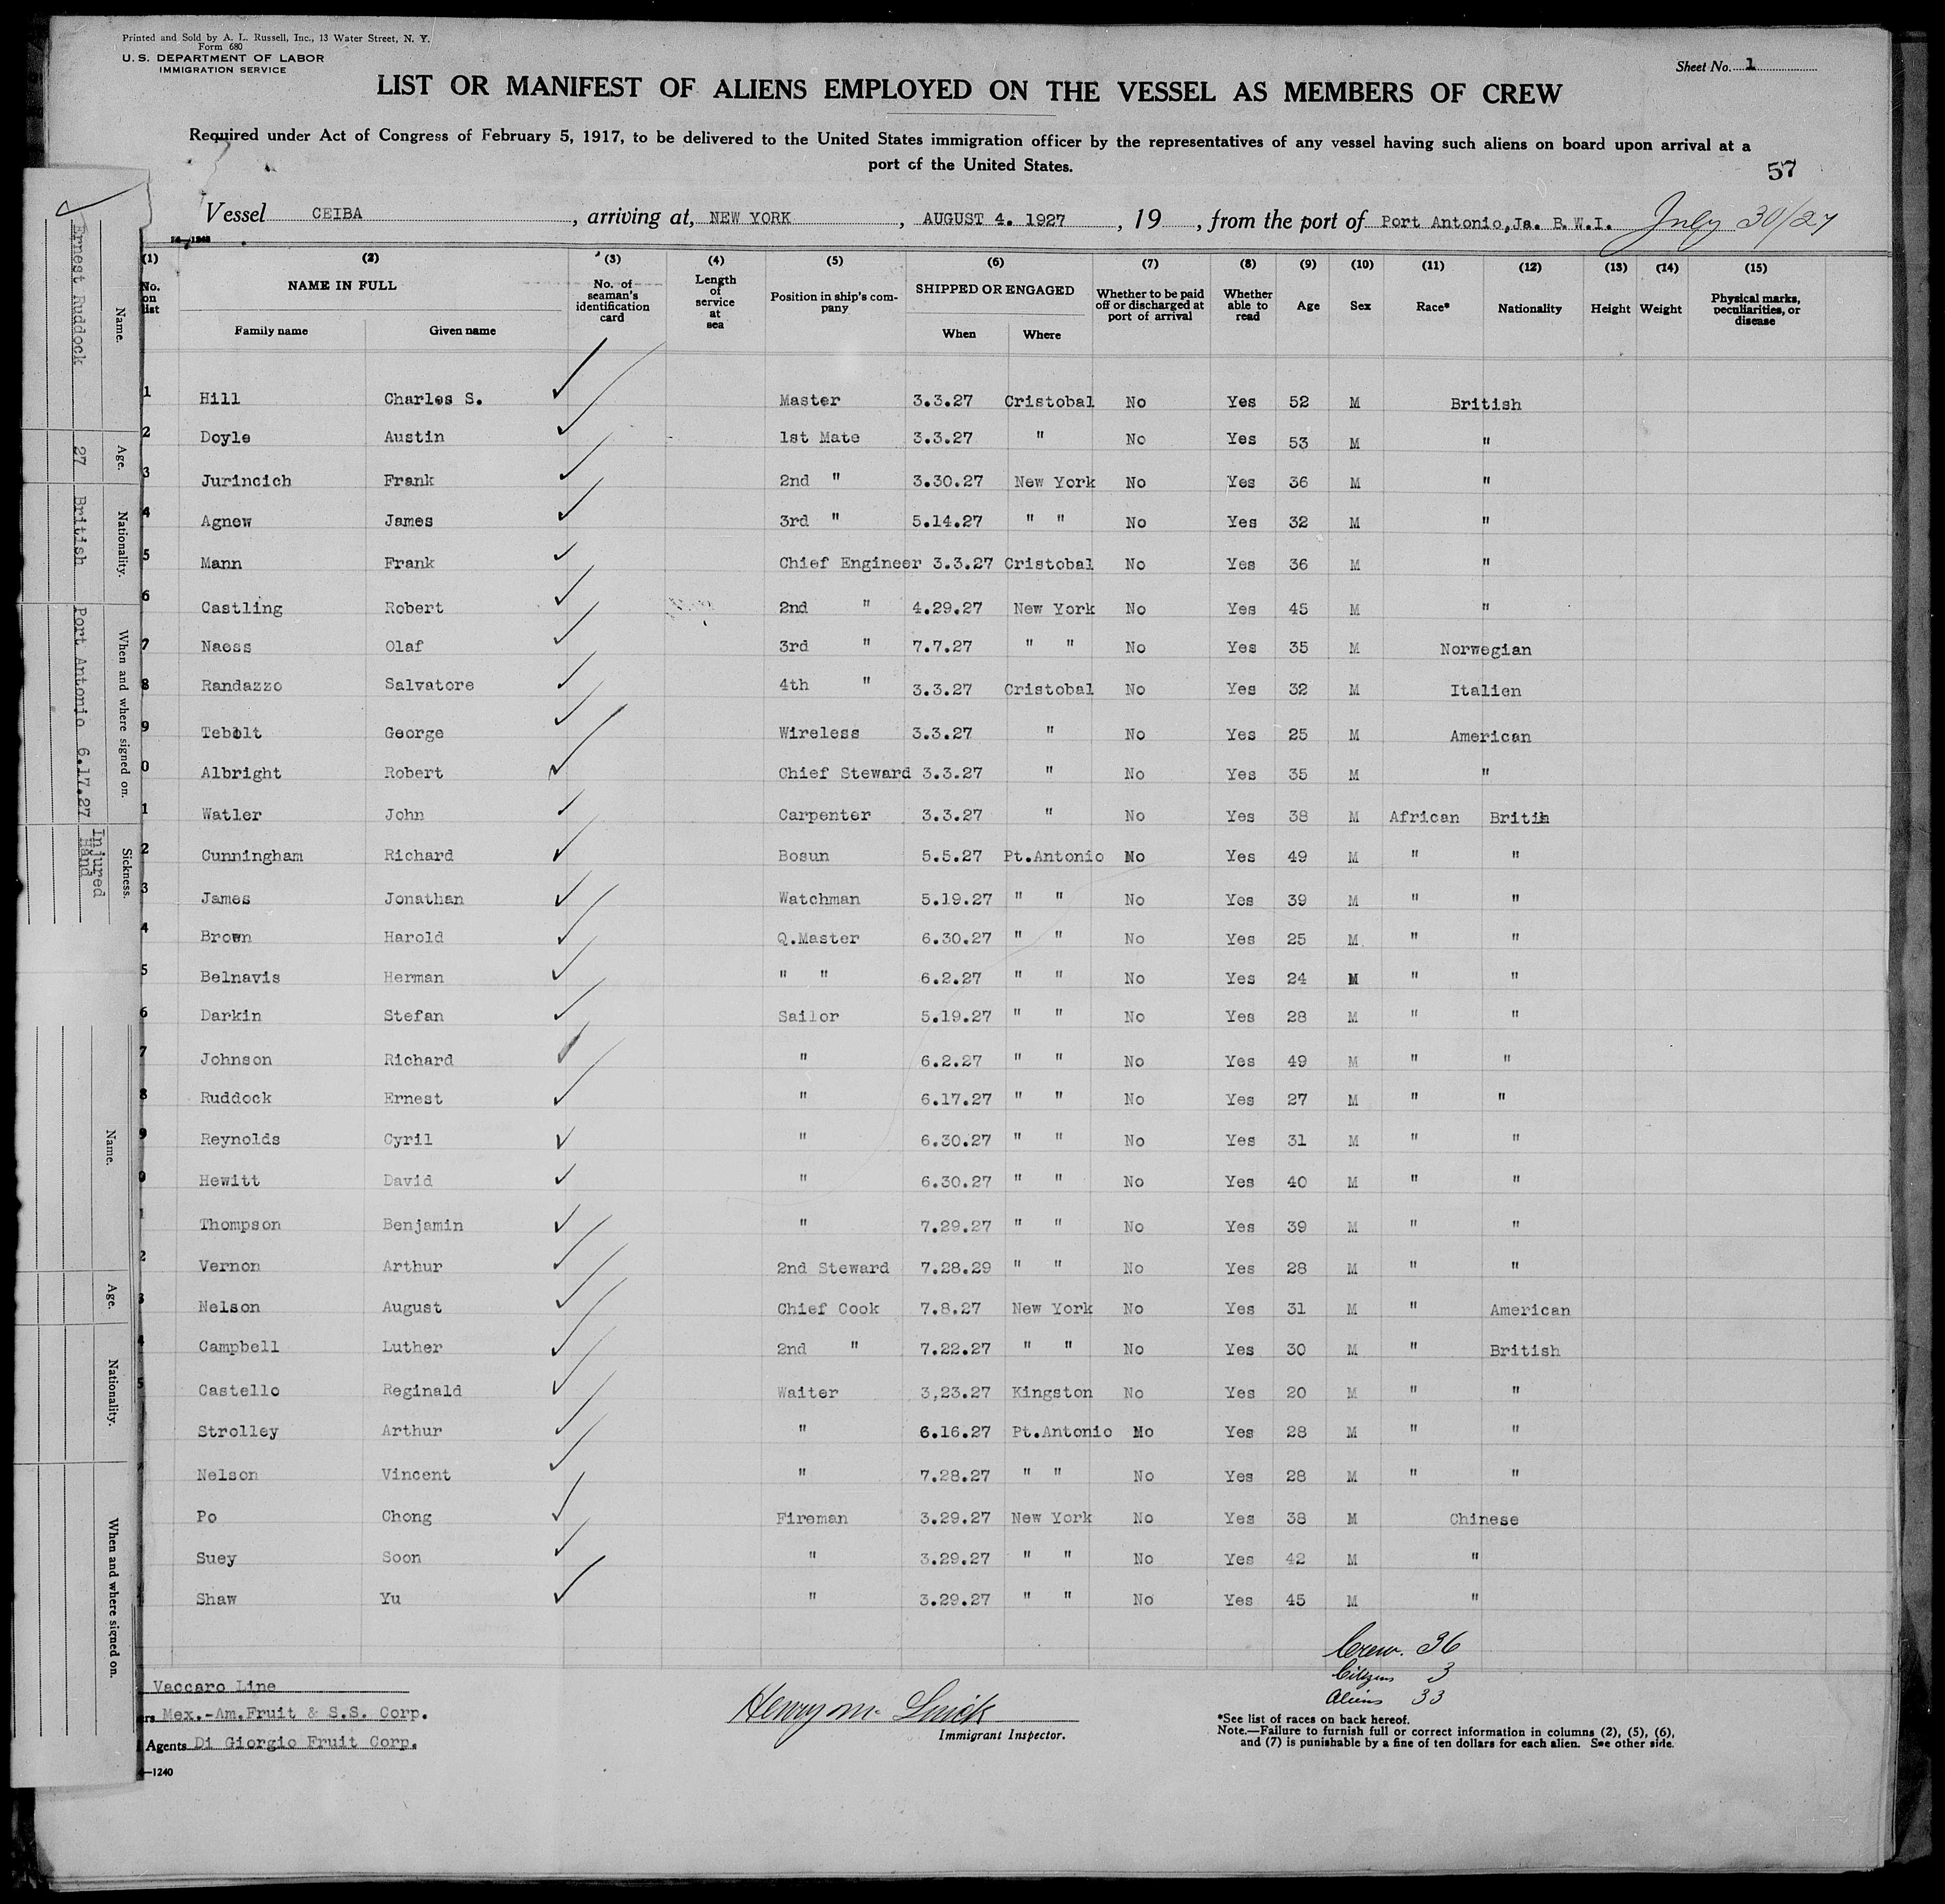 Printed and Sold by A. L. Russell, Inc., 13 Water Street, N. Y.
Form 680
U. S. DEPARTMENT OF LABOR
IMMIGRATION SERVICE
Sheet No. 1
LIST OR MANIFEST OF ALIENS EMPLOYED ON THE VESSEL AS MEMBERS OF CREW
Required under Act of Congress of February 5, 1917, to be delivered to the United States immigration officer by the representatives of any vessel having such aliens on board upon arrival at a
port of the United States.
57
Vessel CEIBA, arriving at, NEW YORK, AUGUST 4. 1927, 19, from the port of Port Antonio, Ja. B.W.I. July 30/27
(1) (2) (3) (4) (5) (6) (7) (8) (9) (10) (11) (12) (13) (14) (15)
No. on list NAME IN FULL Family name Given name No. of seaman's identification card Length of service at sea Position in ship's company SHIPPED OR ENGAGED When Where Whether to be paid off or discharged at port of arrival Whether able to read Age Sex Race* Nationality Height Weight Physical marks, peculiarities, or disease
1 Hill Charles S. Master 3.3.27 Cristobal No Yes 52 M British
2 Doyle Austin 1st Mate 3.3.27 " No Yes 53 M "
3 Jurincich Frank 2nd " 3.30.27 New York No Yes 36 M "
4 Agnew James 3rd " 5.14.27 " " No Yes 32 M "
5 Mann Frank Chief Engineer 3.3.27 Cristobal No Yes 36 M "
6 Castling Robert 2nd " 4.29.27 New York No Yes 45 M "
7 Naess Olaf 3rd " 7.7.27 " " No Yes 35 M Norwegian
8 Randazzo Salvatore 4th " 3.3.27 Cristobal No Yes 32 M Italien
9 Tebolt George Wireless 3.3.27 " No Yes 25 M American
0 Albright Robert Chief Steward 3.3.27 " No Yes 35 M "
1 Watler John Carpenter 3.3.27 " No Yes 38 M African Britih
2 Cunningham Richard Bosun 5.5.27 Pt.Antonio No Yes 49 M " "
3 James Jonathan Watchman 5.19.27 " " No Yes 39 M " "
4 Brown Harold Q.Master 6.30.27 " " No Yes 25 M " "
5 Belnavis Herman " " 6.2.27 " " No Yes 24 M " "
6 Darkin Stefan Sailor 5.19.27 " " No Yes 28 M " "
7 Johnson Richard " 6.2.27 " " No Yes 49 M " "
8 Ruddock Ernest " 6.17.27 " " No Yes 27 M " "
9 Reynolds Cyril " 6.30.27 " " No Yes 31 M " "
0 Hewitt David " 6.30.27 " " No Yes 40 M " "
1 Thompson Benjamin " 7.29.27 " " No Yes 39 M " "
2 Vernon Arthur 2nd Steward 7.28.29 " " No Yes 28 M " "
3 Nelson August Chief Cook 7.8.27 New York No Yes 31 M " American
4 Campbell Luther 2nd " 7.22.27 " " No Yes 30 M " British
5 Castello Reginald Waiter 3,23.27 Kingston No Yes 20 M " "
Strolley Arthur " 6.16.27 Pt.Antonio No Yes 28 M " "
Nelson Vincent " 7.28.27 " " No Yes 28 M " "
Po Chong Fireman 3.29.27 New York No Yes 38 M Chinese
Suey Soon " 3.29.27 " " No Yes 42 M "
Shaw Yu " 3.29.27 " " No Yes 45 M "
Crew. 36
Citizens 3
Aliens 33
Vaccaro Line
ers Mex.-Am.Fruit & S.S. Corp.
Agents Di Giorgio Fruit Corp.
—1240
Immigrant Inspector.
*See list of races on back hereof.
Note.—Failure to furnish full or correct information in columns (2), (5), (6),
and (7) is punishable by a fine of ten dollars for each alien. See other side.
Name. Age. Nationality. When and where signed on. Sickness.
Ernest Ruddock 27 British Port Antonio 6.17.27 Injured Hand
Name. Age. Nationality. When and where signed on.